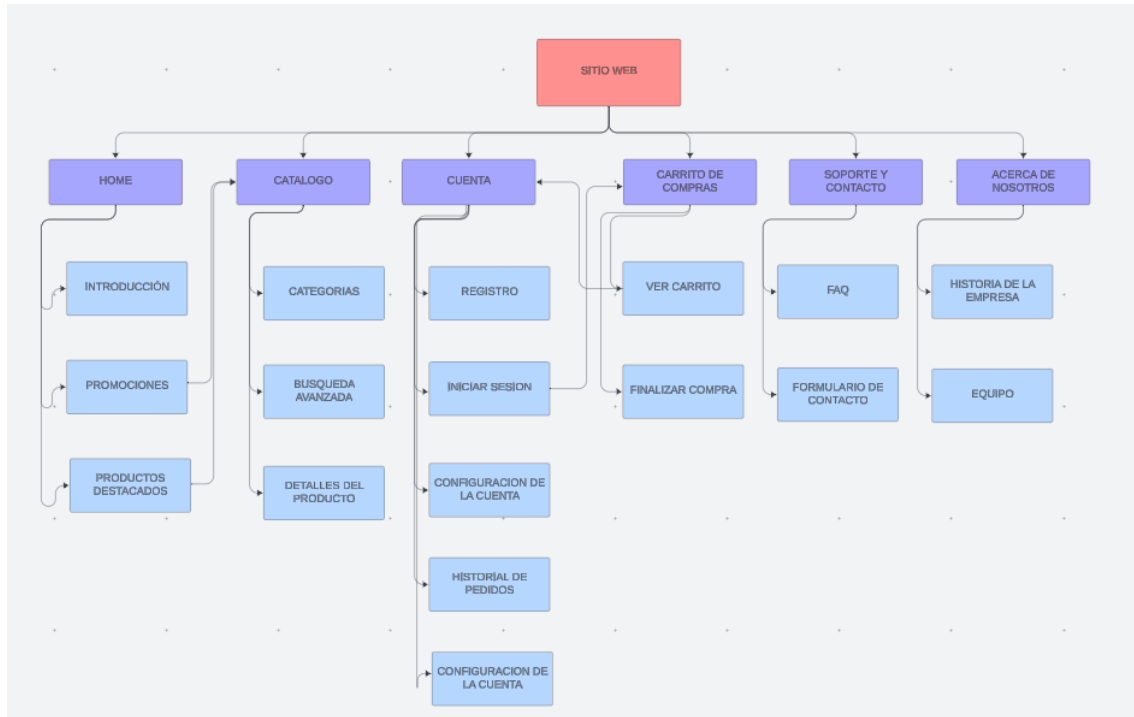 SITIO WEB
HOME
CATALOGO
CUENTA
CARRITO DE
COMPRAS
SOPORTE Y
CONTACTO
ACERCA DE
NOSOTROS
INTRODUCCIÓN
CATEGORIAS
REGISTRO
VER CARRITO
FAQ
HISTORIA DE LA
EMPRESA
PROMOCIONES
BUSQUEDA
AVANZADA
INICIAR SESION
FINALIZAR COMPRA
FORMULARIO DE
CONTACTO
EQUIPO
PRODUCTOS
DESTACADOS
DETALLES DEL
PRODUCTO
CONFIGURACION DE
LA CUENTA
HISTORIAL DE
PEDIDOS
CONFIGURACION DE
LA CUENTA